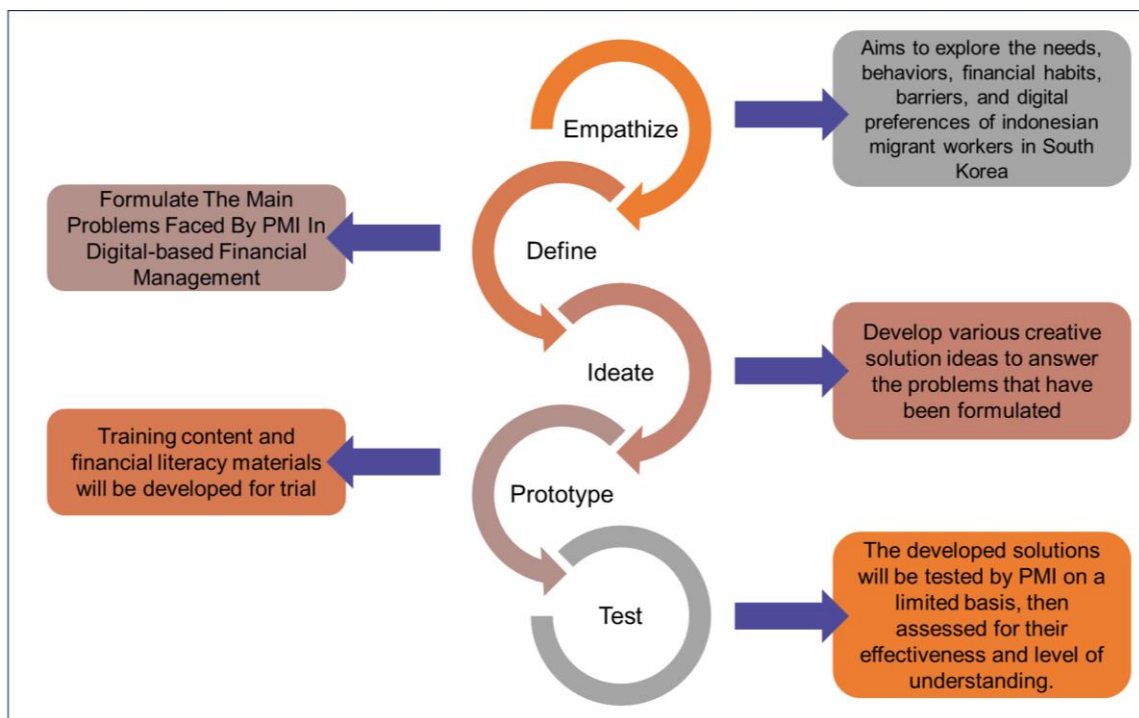 Empathize
Aims to explore the needs,
behaviors, financial habits,
barriers, and digital
preferences of indonesian
migrant workers in South
Korea
Formulate The Main
Problems Faced By PMI In
Digital-based Financial
Management
Define
Ideate
Develop various creative
solution ideas to answer
the problems that have
been formulated
Training content and
financial literacy materials
will be developed for trial
Prototype
Test
The developed solutions
will be tested by PMI on a
limited basis, then
assessed for their
effectiveness and level of
understanding.